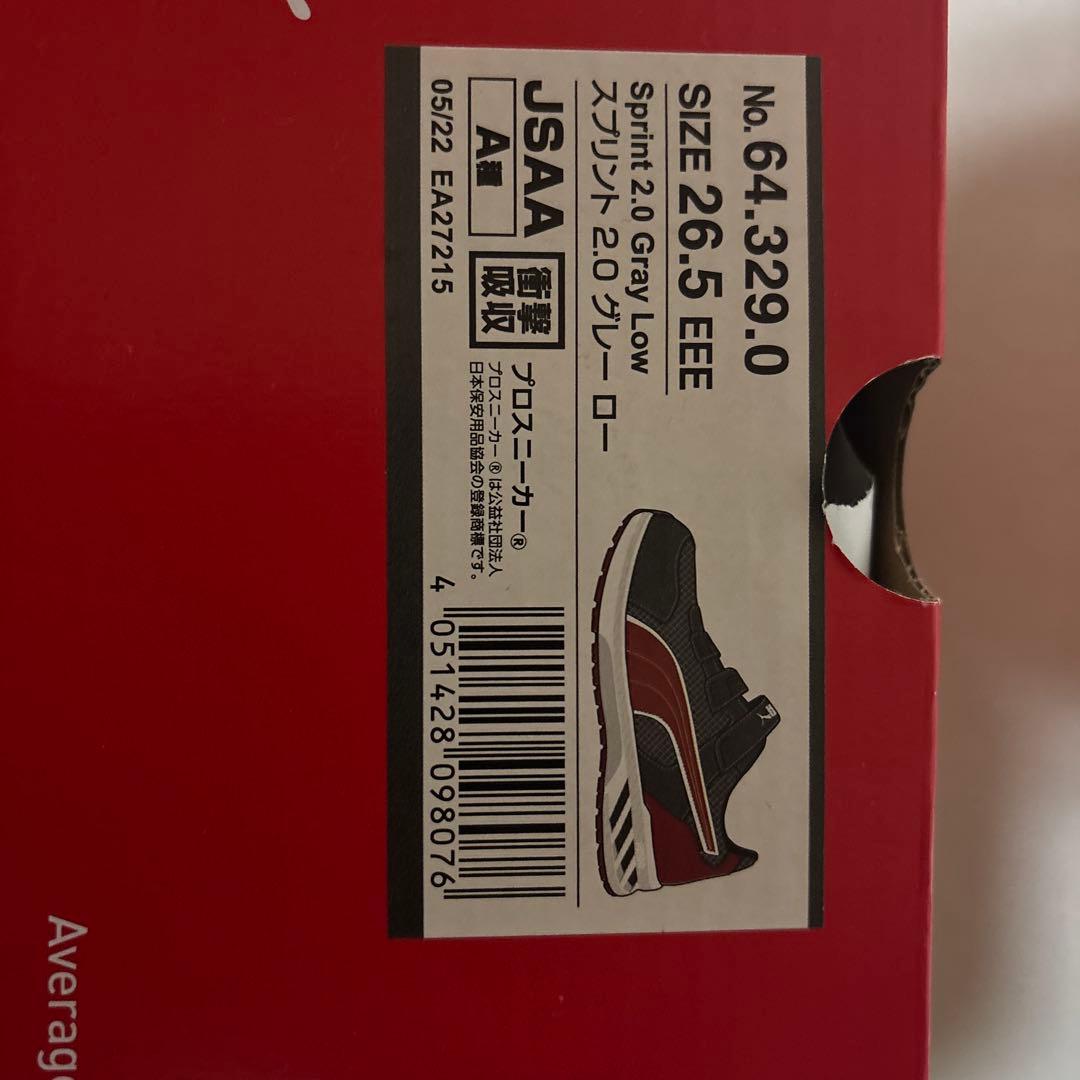 No. 64.329.0
SIZE 26.5 EEE
Sprint 2.0 Gray Low
スプリント 2.0 グレー ロー
JSAA
A種
衝撃
吸収
プロスニーカー®
プロスニーカー®は公益社団法人
日本保安用品協会の登録商標です。
05/22 EA27215
4 051428 098076
Average